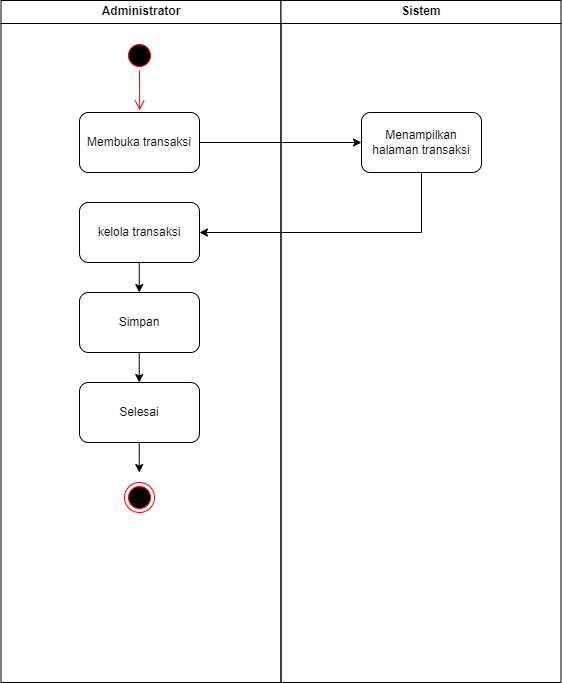 Administrator
Sistem
Membuka transaksi
Menampilkan
halaman transaksi
kelola transaksi
Simpan
Selesai